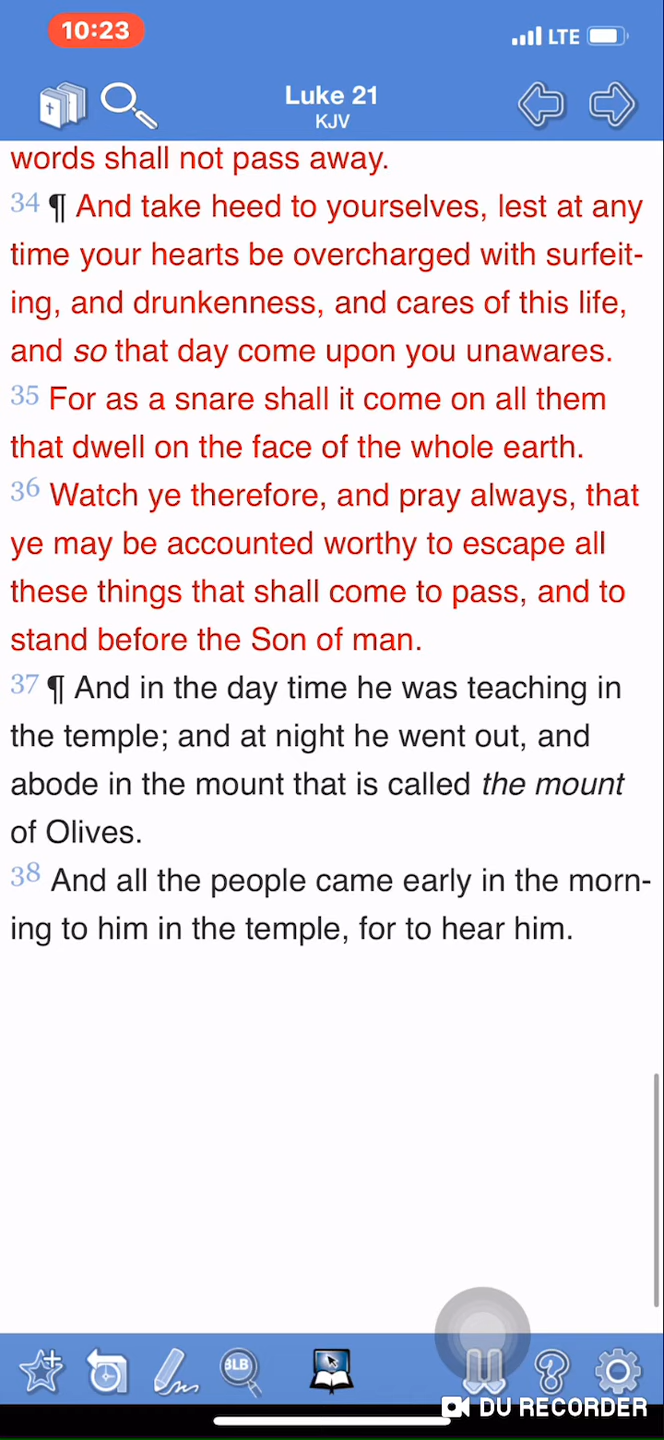 10:23
LTE
Luke 21
KJV
words shall not pass away.
34 ¶ And take heed to yourselves, lest at any
time your hearts be overcharged with surfeit-
ing, and drunkenness, and cares of this life,
and so that day come upon you unawares.
35 For as a snare shall it come on all them
that dwell on the face of the whole earth.
36 Watch ye therefore, and pray always, that
ye may be accounted worthy to escape all
these things that shall come to pass, and to
stand before the Son of man.
37 ¶ And in the day time he was teaching in
the temple; and at night he went out, and
abode in the mount that is called the mount
of Olives.
38 And all the people came early in the morn-
ing to him in the temple, for to hear him.
BLB
DU RECORDER